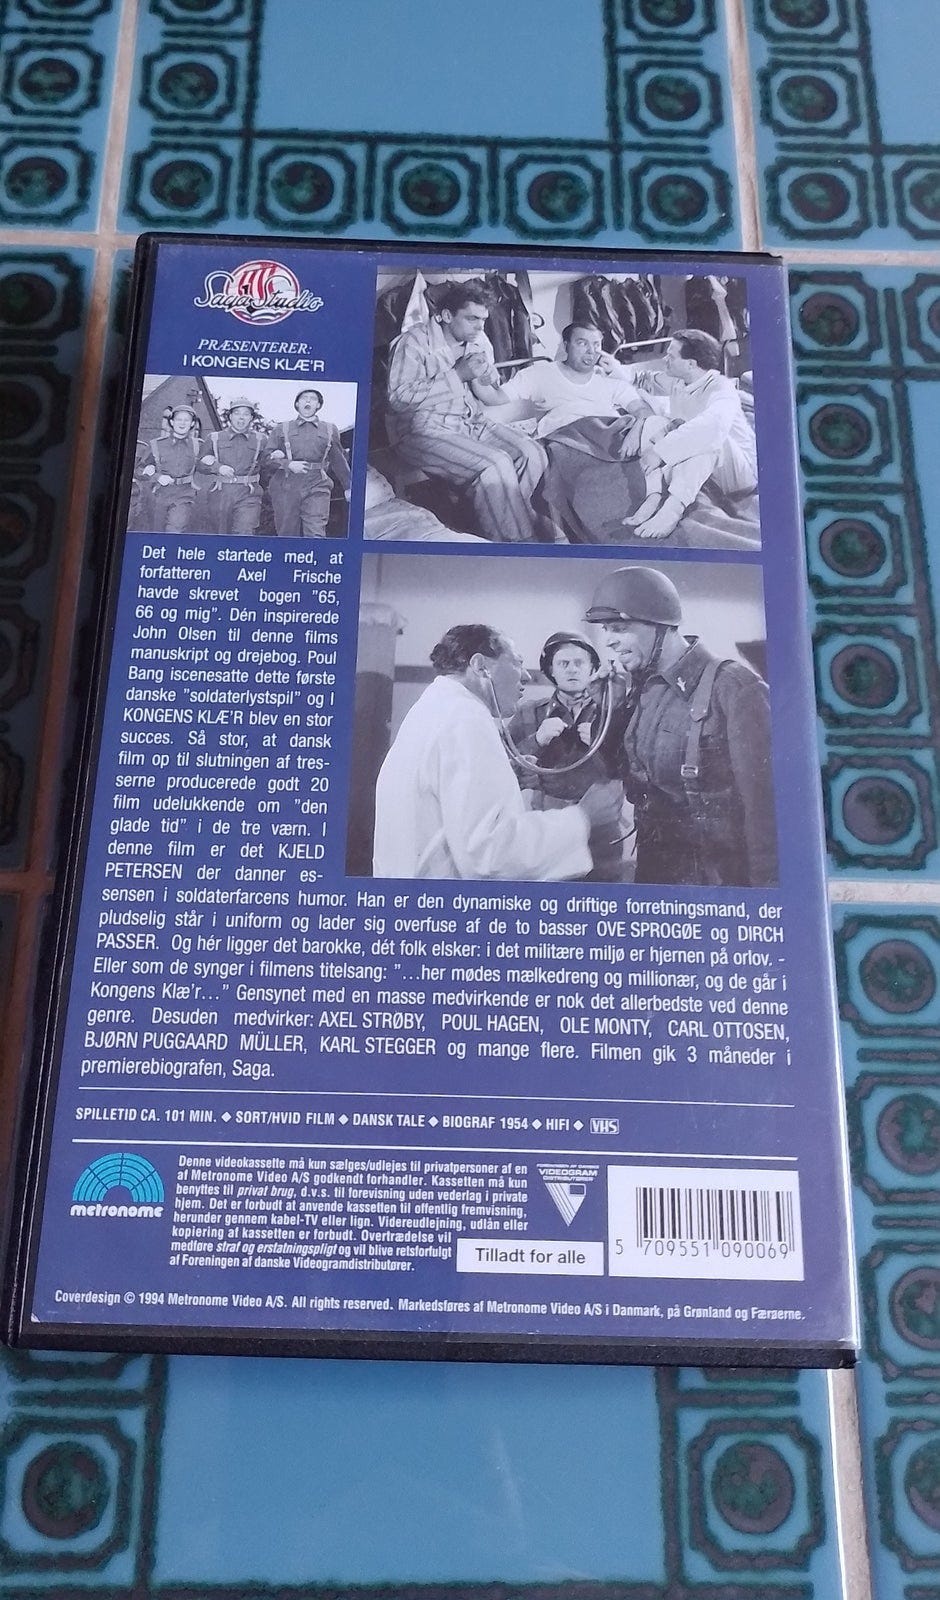 Saga Studio
PRÆSENTERER:
I KONGENS KLÆ'R
Det hele startede med, at
forfatteren Axel Frische
havde skrevet bogen "65,
66 og mig". Dén inspirerede
John Olsen til denne films
manuskript og drejebog. Poul
Bang iscenesatte dette første
danske "soldaterlystspil" og I
KONGENS KLÆ'R blev en stor
succes. Så stor, at dansk
film op til slutningen af tres-
serne producerede godt 20
film udelukkende om "den
glade tid" i de tre værn. I
denne film er det KJELD
PETERSEN der danner es-
sensen i soldaterfarcens humor. Han er den dynamiske og driftige forretningsmand, der
pludselig står i uniform og lader sig overfuse af de to basser OVE SPROGØE og DIRCH
PASSER. Og hér ligger det barokke, dét folk elsker: i det militære miljø er hjernen på orlov. -
Eller som de synger i filmens titelsang: "...her mødes mælkedreng og millionær, og de går i
Kongens Klæ'r..." Gensynet med en masse medvirkende er nok det allerbedste ved denne
genre. Desuden medvirker: AXEL STRØBY, POUL HAGEN, OLE MONTY, CARL OTTOSEN,
BJØRN PUGGAARD MÜLLER, KARL STEGGER og mange flere. Filmen gik 3 måneder i
premierebiografen, Saga.
SPILLETID CA. 101 MIN. ◆ SORT/HVID FILM ◆ DANSK TALE ◆ BIOGRAF 1954 ◆ HIFI ◆ VHS
metronome
Denne videokassette må kun sælges/udlejes til privatpersoner af en
af Metronome Video A/S godkendt forhandler. Kassetten må kun
benyttes til privat brug, d.v.s. til forevisning uden vederlag i private
hjem. Det er forbudt at anvende kassetten til offentlig fremvisning,
herunder gennem kabel-TV eller lign. Videreudlejning, udlån eller
kopiering af kassetten er forbudt. Overtrædelse vil
medføre straf og erstatningspligt og vil blive retsforfulgt
af Foreningen af danske Videogramdistributører.
FORENINGEN AF DANSKE
VIDEOGRAM
DISTRIBUTØRER
Tilladt for alle
5 709551 090069
Coverdesign © 1994 Metronome Video A/S. All rights reserved. Markedsføres af Metronome Video A/S i Danmark, på Grønland og Færøerne.